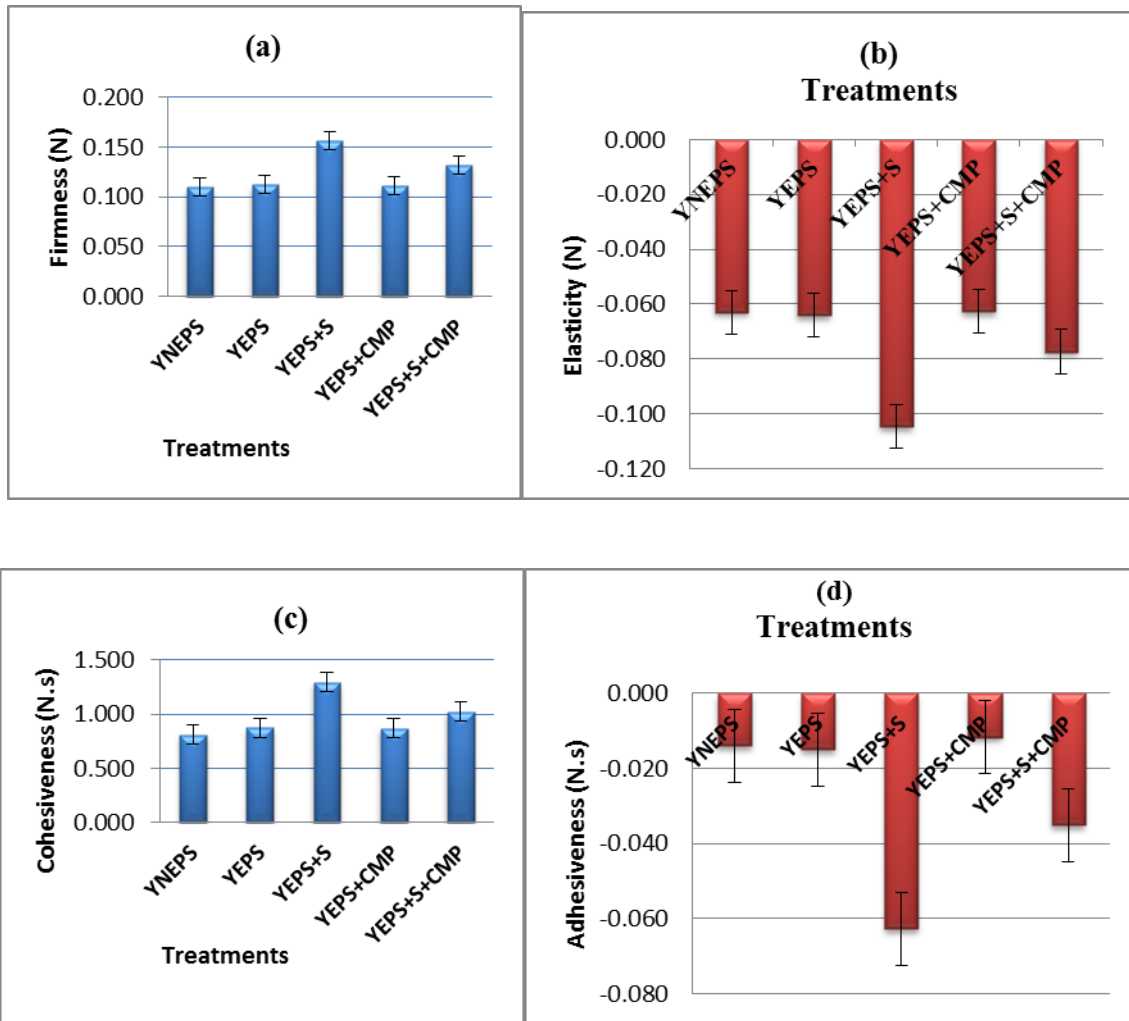 (a)
0.200
0.150
0.100
0.050
0.000
Firmness (N)
YNEPS
YEPS
YEPS+S
YEPS+CMP
YEPS+S+CMP
Treatments
(b)
Treatments
0.000
-0.020
-0.040
-0.060
-0.080
-0.100
-0.120
Elasticity (N)
YNEPS
YEPS
YEPS+S
YEPS+CMP
YEPS+S+CMP
(c)
1.500
1.000
0.500
0.000
Cohesiveness (N.s)
YNEPS
YEPS
YEPS+S
YEPS+CMP
YEPS+S+CMP
Treatments
(d)
Treatments
0.000
-0.020
-0.040
-0.060
-0.080
Adhesiveness (N.s)
YNEPS
YEPS
YEPS+S
YEPS+CMP
YEPS+S+CMP